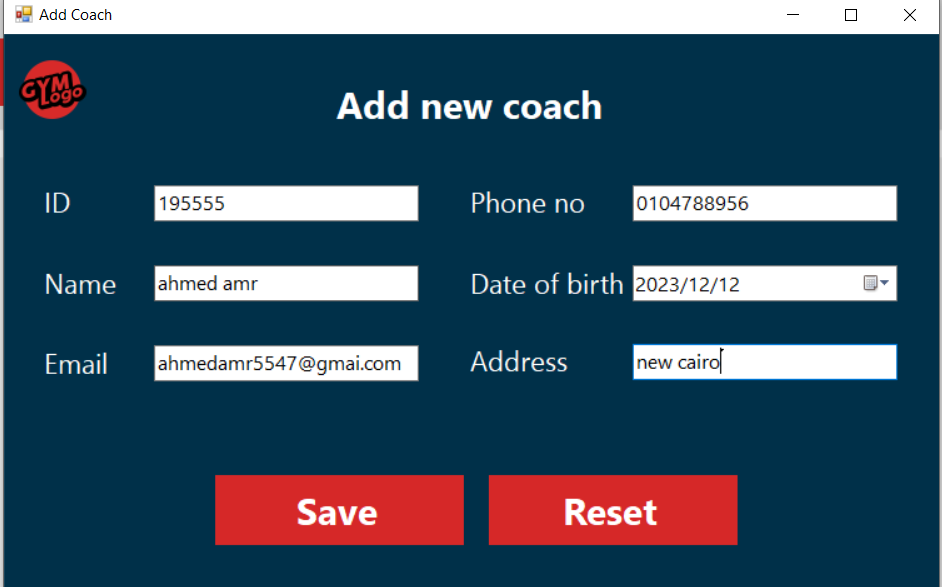 Add Coach
GYM
Logo
Add new coach
ID 195555 Phone no 0104788956
Name ahmed amr Date of birth 2023/12/12
Email ahmedamr5547@gmai.com Address new cairo
Save Reset